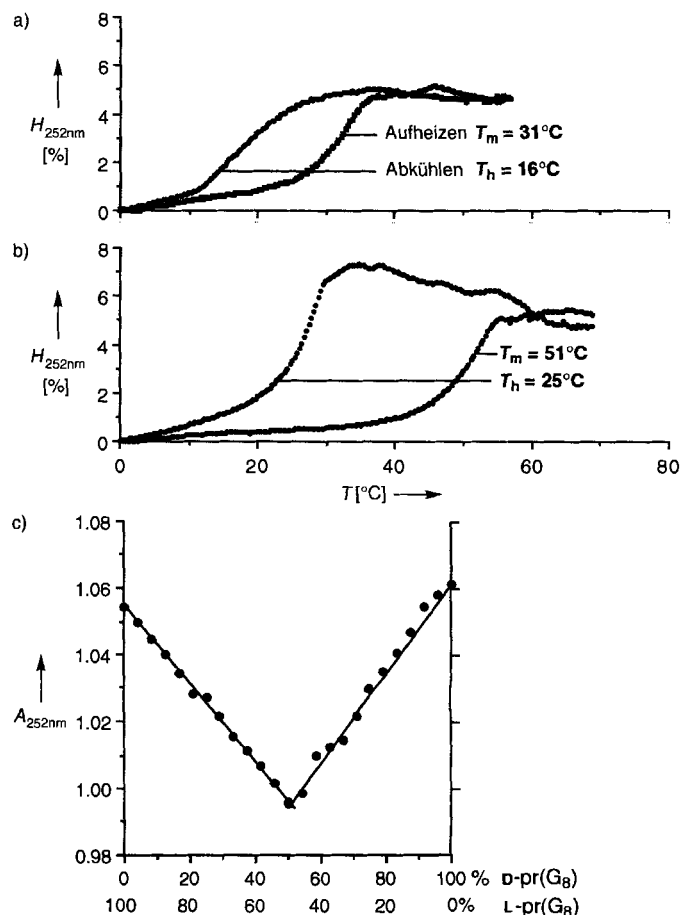 a)
8
6
4
2
0
H252nm
[%]
Aufheizen Tm = 31°C
Abkühlen Th = 16°C
b)
8
6
4
2
0
H252nm
[%]
Tm = 51°C
Th = 25°C
0 20 40 60 80
T[°C]
c)
1.08
1.06
1.04
1.02
1.00
0.98
A252nm
0 20 40 60 80 100 % D-pr(G8)
100 80 60 40 20 0% L-pr(G8)